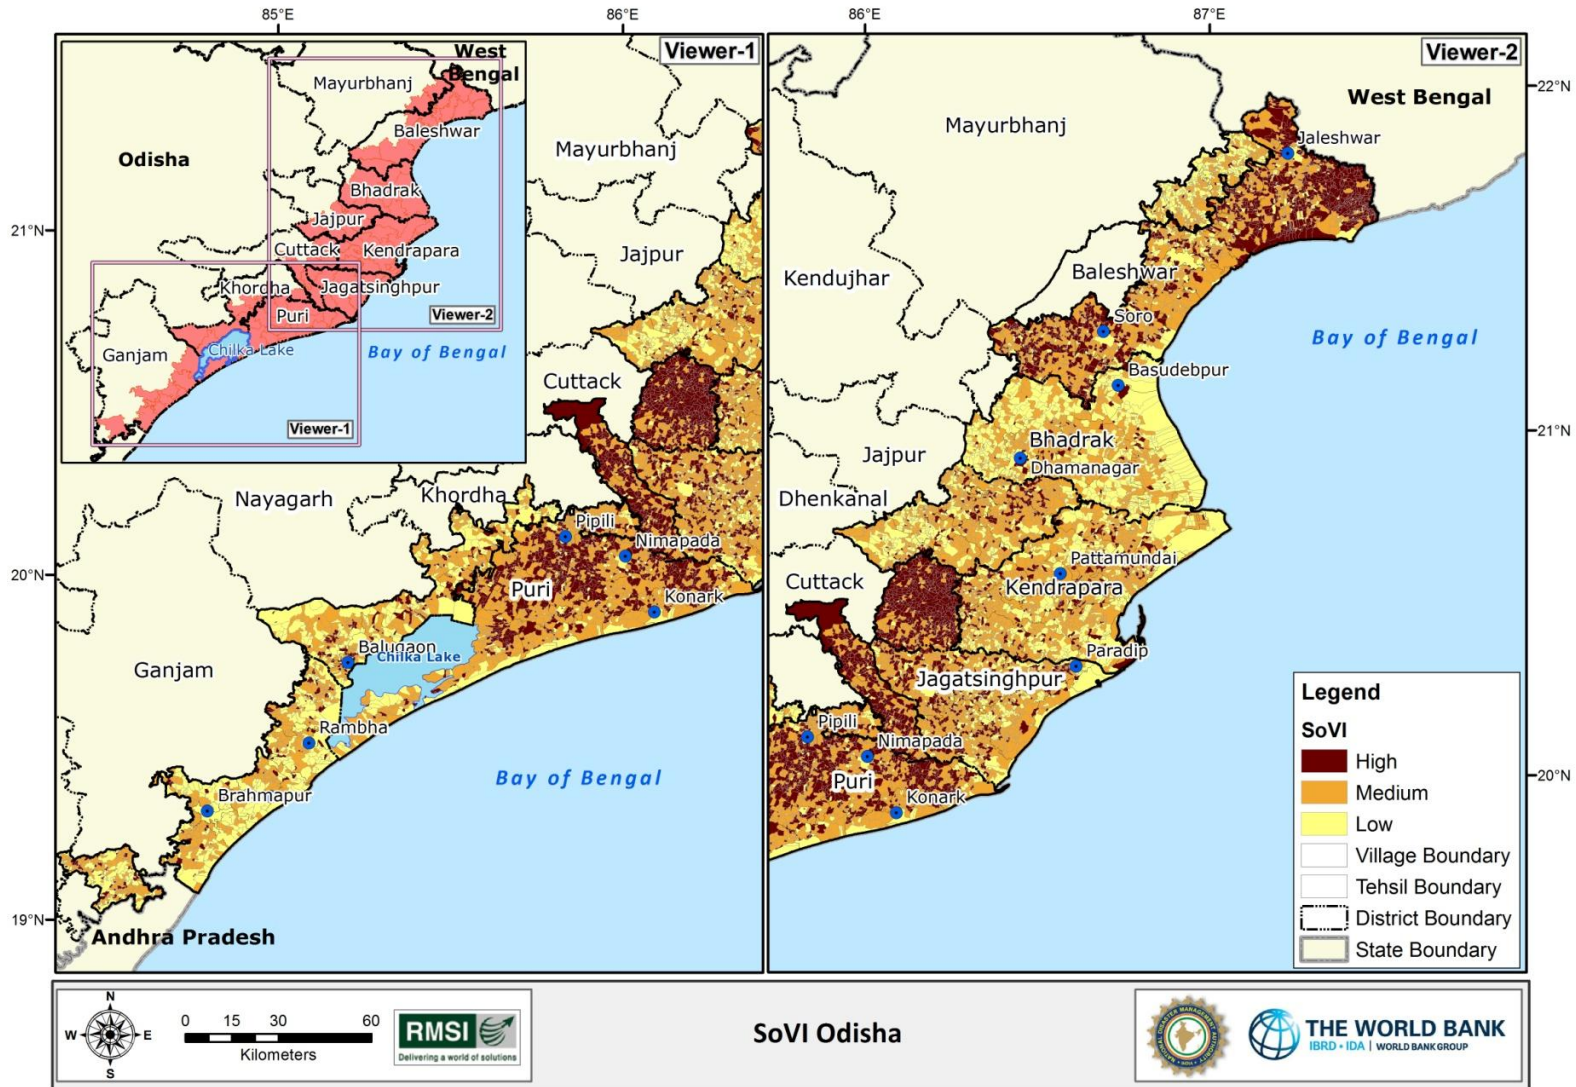 85°E
86°E
86°E
87°E
Viewer-1
West
Bengal
Mayurbhanj
Baleshwar
Odisha
Bhadrak
Jajpur
Cuttack
Kendrapara
Khordha
Jagatsinghpur
Puri
Viewer-2
Ganjam
Chilka Lake
Bay of Bengal
Viewer-1
21°N
20°N
19°N
Mayurbhanj
Jajpur
Cuttack
Nayagarh
Khordha
Pipili
Nimapada
Puri
Konark
Balugaon
Chilka Lake
Ganjam
Rambha
Bay of Bengal
Brahmapur
Andhra Pradesh
Viewer-2
22°N
21°N
20°N
West Bengal
Mayurbhanj
Jaleshwar
Kendujhar
Baleshwar
Soro
Bay of Bengal
Basudebpur
Bhadrak
Jajpur
Dhamanagar
Dhenkanal
Pattamundai
Cuttack
Kendrapara
Paradip
Jagatsinghpur
Pipili
Nimapada
Puri
Konark
Legend
SoVI
High
Medium
Low
Village Boundary
Tehsil Boundary
District Boundary
State Boundary
N
W E
S
0 15 30 60
Kilometers
RMSI
Delivering a world of solutions
SoVI Odisha
THE WORLD BANK
IBRD • IDA | WORLD BANK GROUP